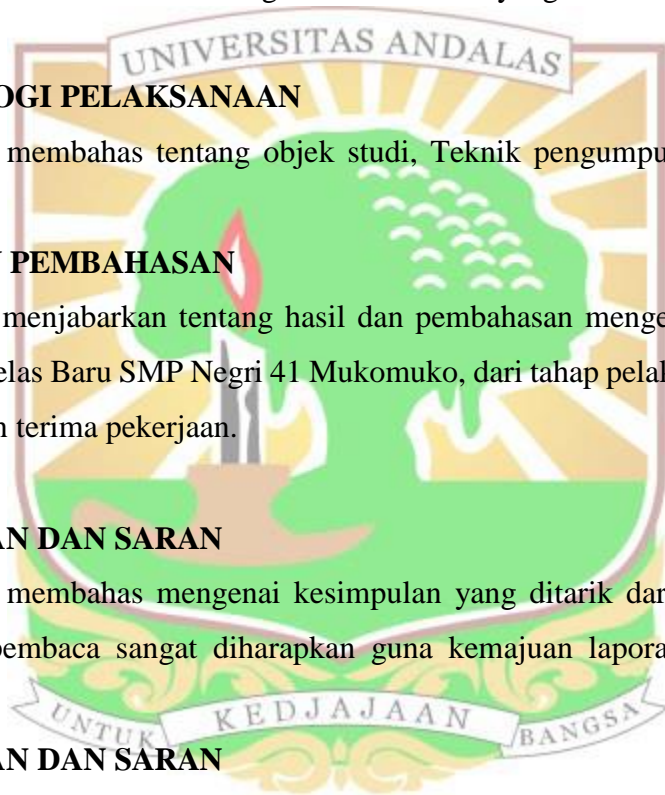 UNIVERSITAS ANDALAS
OGI PELAKSANAAN
membahas tentang objek studi, Teknik pengumpu
PEMBAHASAN
menjabarkan tentang hasil dan pembahasan menge
elas Baru SMP Negri 41 Mukomuko, dari tahap pelak
terima pekerjaan.
AN DAN SARAN
membahas mengenai kesimpulan yang ditarik dar
pembaca sangat diharapkan guna kemajuan lapora
UNTUK KEDJAJAAN BANGSA
AN DAN SARAN